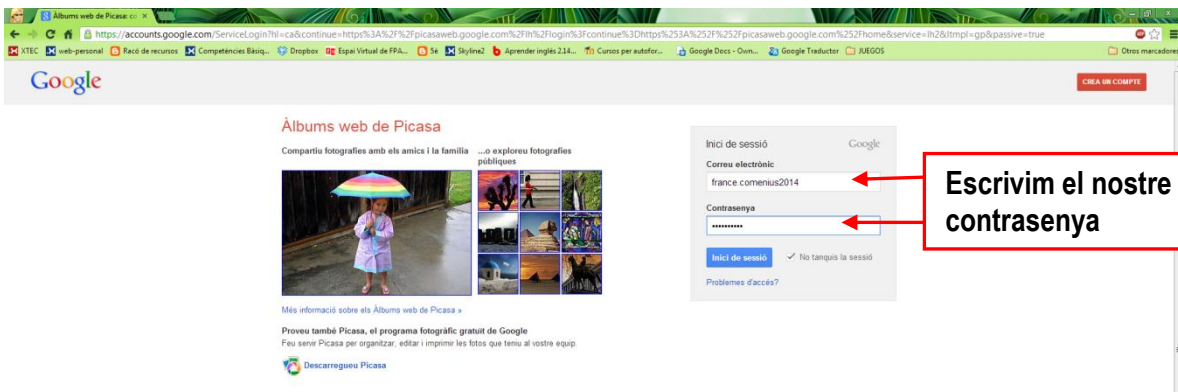 Àlbums web de Picasa: co ×
https://accounts.google.com/ServiceLogin?hl=ca&continue=https%3A%2F%2Fpicasaweb.google.com%2Flh%2Flogin%3Fcontinue%3Dhttps%253A%252F%252Fpicasaweb.google.com%252Fhome&service=lh2&ltmpl=gp&passive=true
XTEC web-personal Racó de recursos Competències Bàsiq... Dropbox Espai Virtual de FPA... 5è Skyline2 Aprender inglés 2.14... Cursos per autofor... Google Docs - Own... Google Traductor JUEGOS Otros marcadores
Google
CREA UN COMPTE
Àlbums web de Picasa
Compartiu fotografies amb els amics i la família
...o exploreu fotografies
públiques
Més informació sobre els Àlbums web de Picasa »
Proveu també Picasa, el programa fotogràfic gratuït de Google
Feu servir Picasa per organitzar, editar i imprimir les fotos que teniu al vostre equip.
Descarregueu Picasa
Inici de sessió Google
Correu electrònic
france.comenius2014
Contrasenya
••••••••••
Inici de sessió ✓ No tanquis la sessió
Problemes d'accés?
Escrivim el nostre
contrasenya